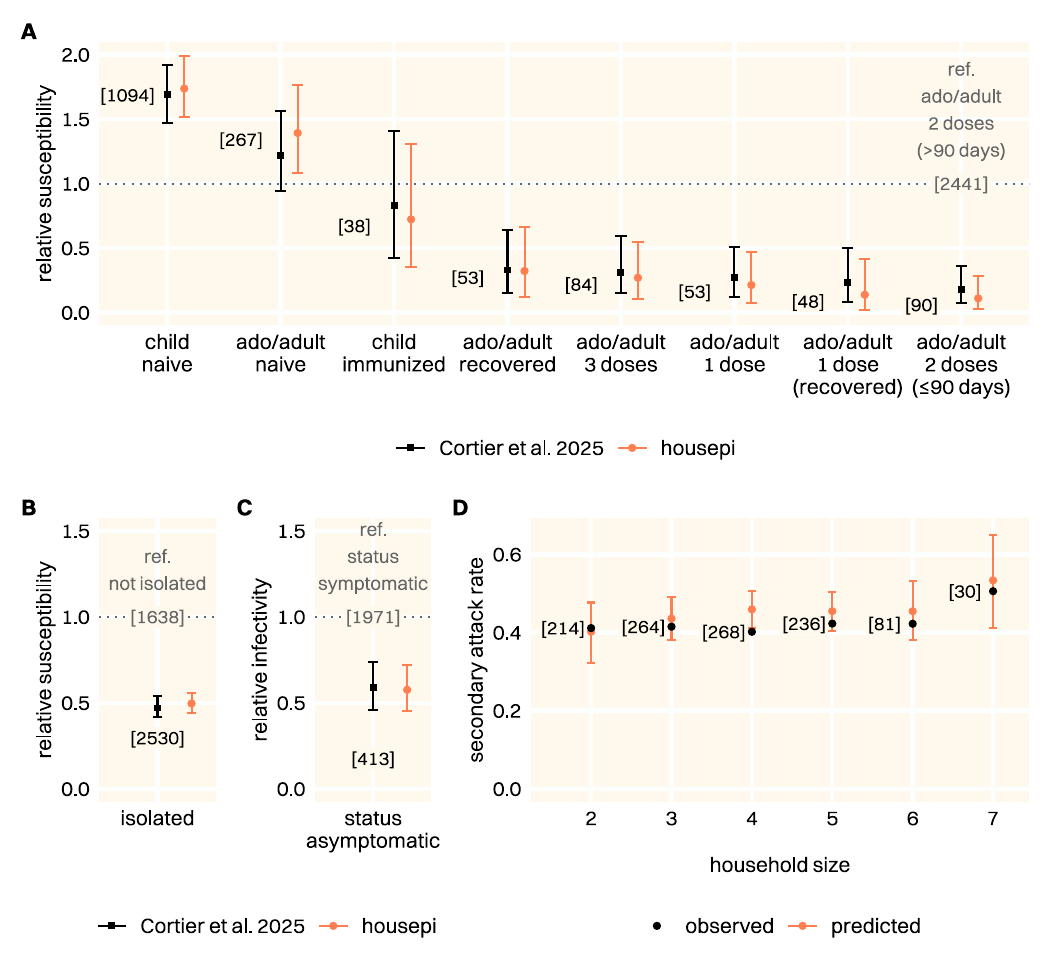 A
relative susceptibility
2.0
1.5
1.0
0.5
0.0
[1094]
[267]
[38]
[53]
[84]
[53]
[48]
[90]
ref.
ado/adult
2 doses
(>90 days)
[2441]
child
naive
ado/adult
naive
child
immunized
ado/adult
recovered
ado/adult
3 doses
ado/adult
1 dose
ado/adult
1 dose
(recovered)
ado/adult
2 doses
(≤90 days)
Cortier et al. 2025
housepi
B
relative susceptibility
1.5
1.0
0.5
0.0
ref.
not isolated
[1638]
[2530]
isolated
C
relative infectivity
1.5
1.0
0.5
0.0
ref.
status
symptomatic
[1971]
[413]
status
asymptomatic
Cortier et al. 2025
housepi
D
secondary attack rate
0.6
0.4
0.2
0.0
[214]
[264]
[268]
[236]
[81]
[30]
2
3
4
5
6
7
household size
observed
predicted